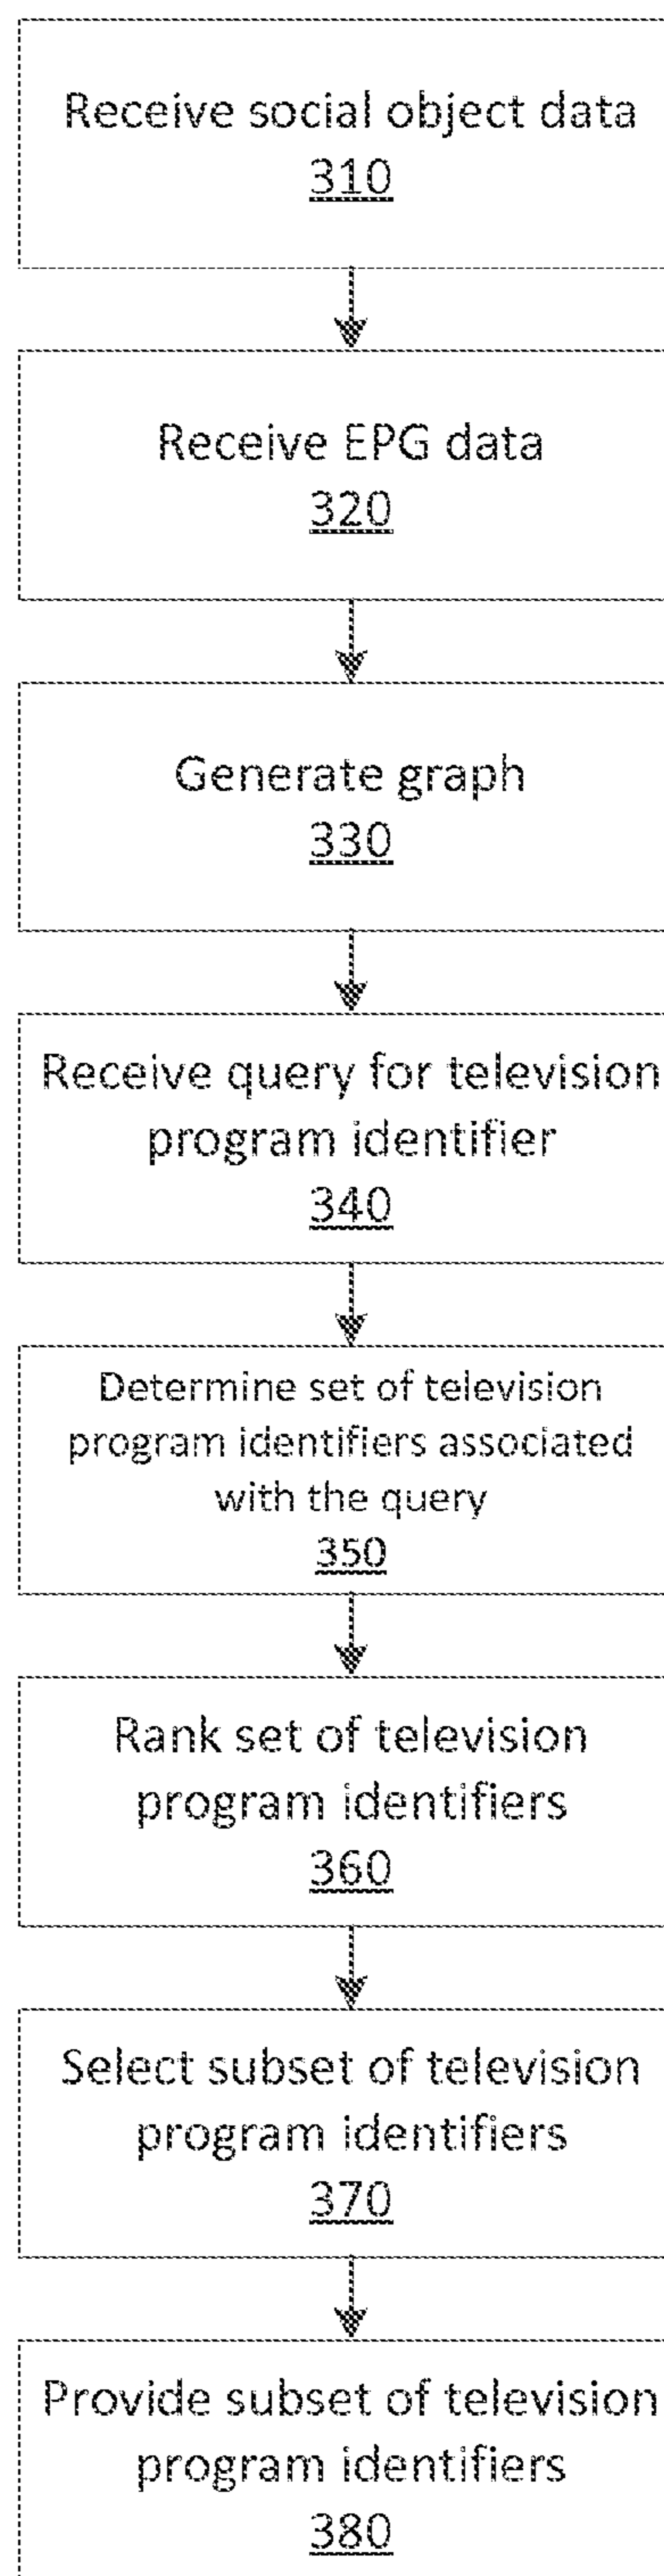 Receive social object data
310
Receive EPG data
320
Generate graph
330
Receive query for television
program identifier
340
Determine set of television
program identifiers associated
with the query
350
Rank set of television
program identifiers
360
Select subset of television
program identifiers
370
Provide subset of television
program identifiers
380